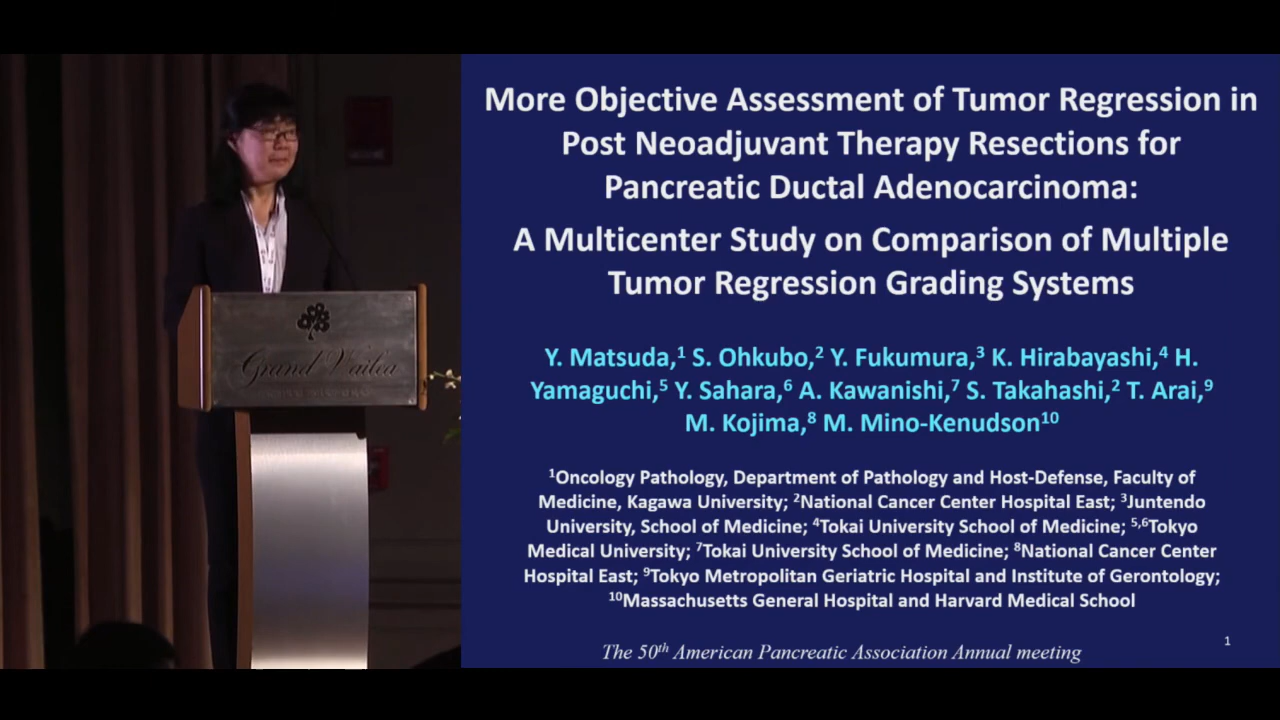 More Objective Assessment of Tumor Regression in
Post Neoadjuvant Therapy Resections for
Pancreatic Ductal Adenocarcinoma:
A Multicenter Study on Comparison of Multiple
Tumor Regression Grading Systems
Y. Matsuda,¹ S. Ohkubo,² Y. Fukumura,³ K. Hirabayashi,⁴ H.
Yamaguchi,⁵ Y. Sahara,⁶ A. Kawanishi,⁷ S. Takahashi,² T. Arai,⁹
M. Kojima,⁸ M. Mino-Kenudson¹⁰
¹Oncology Pathology, Department of Pathology and Host-Defense, Faculty of
Medicine, Kagawa University; ²National Cancer Center Hospital East; ³Juntendo
University, School of Medicine; ⁴Tokai University School of Medicine; ⁵,⁶Tokyo
Medical University; ⁷Tokai University School of Medicine; ⁸National Cancer Center
Hospital East; ⁹Tokyo Metropolitan Geriatric Hospital and Institute of Gerontology;
¹⁰Massachusetts General Hospital and Harvard Medical School
The 50th American Pancreatic Association Annual meeting
1
Grand Wailea